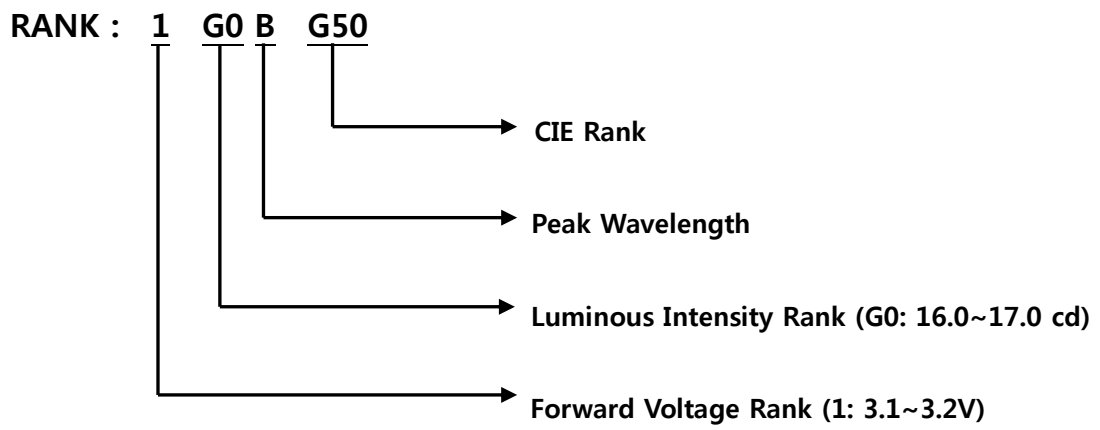 RANK : 1 G0 B G50
CIE Rank
Peak Wavelength
Luminous Intensity Rank (G0: 16.0~17.0 cd)
Forward Voltage Rank (1: 3.1~3.2V)